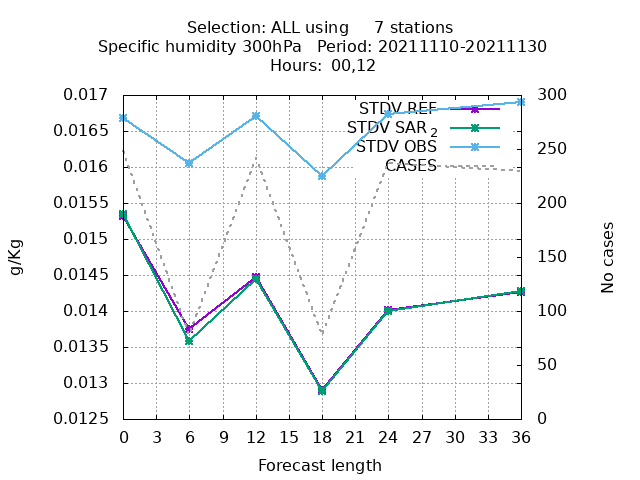 Selection: ALL using 7 stations
Specific humidity 300hPa Period: 20211110-20211130
Hours: 00,12
STDV REF
STDV SAR 2
STDV OBS
CASES
0.017
0.0165
0.016
0.0155
0.015
0.0145
0.014
0.0135
0.013
0.0125
g/Kg
300
250
200
150
100
50
0
No cases
0 3 6 9 12 15 18 21 24 27 30 33 36
Forecast length